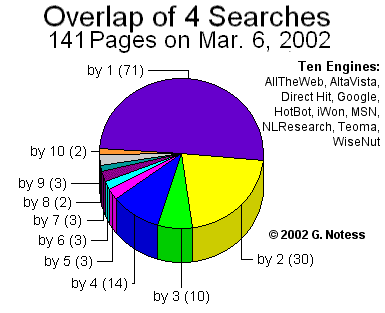 Overlap of 4 Searches
141 Pages on Mar. 6, 2002
Ten Engines:
AllTheWeb, AltaVista,
Direct Hit, Google,
HotBot, iWon, MSN,
NLResearch, Teoma,
WiseNut
by 1 (71)
by 10 (2)
by 9 (3)
by 8 (2)
by 7 (3)
by 6 (3)
by 5 (3)
by 4 (14)
by 3 (10)
by 2 (30)
© 2002 G. Notess